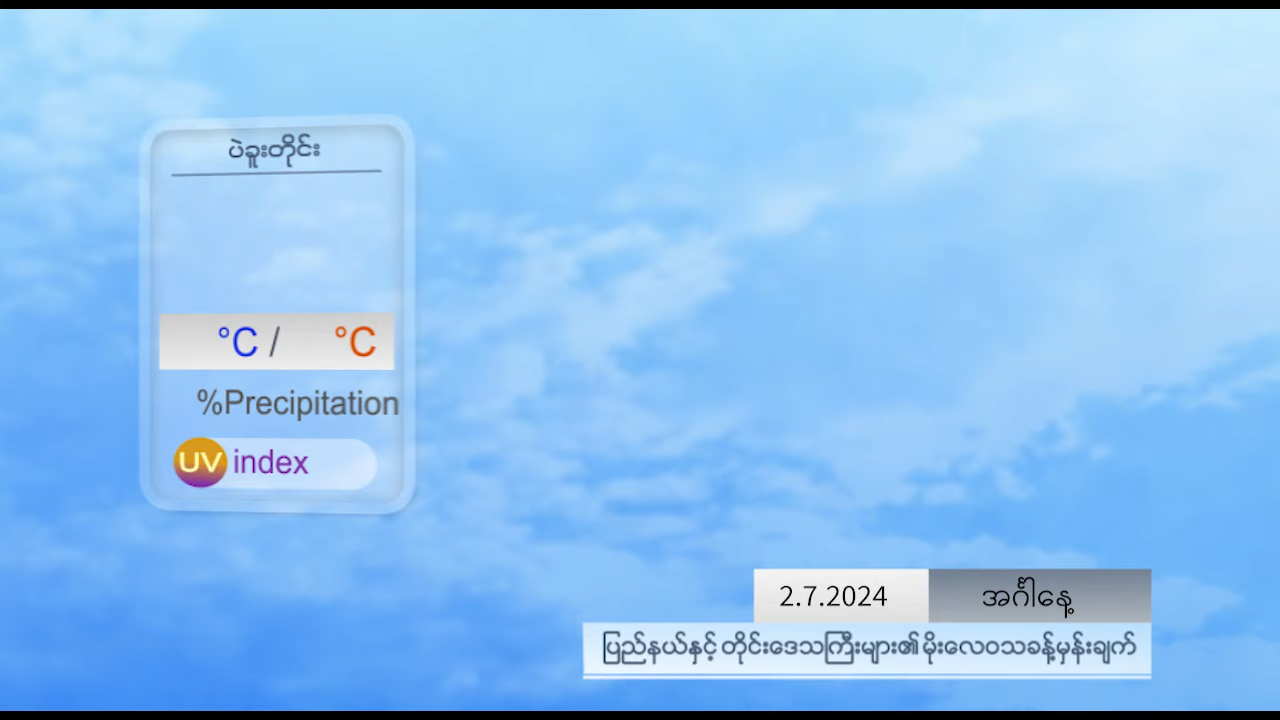 ပဲခူးတိုင်း
°C / °C
%Precipitation
UV index
2.7.2024 အင်္ဂါနေ့
ပြည်နယ်နှင့် တိုင်းဒေသကြီးများ၏ မိုးလေဝသခန့်မှန်းချက်